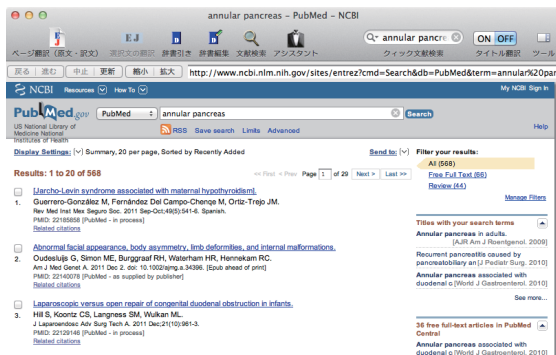 annular pancreas - PubMed - NCBI
ページ翻訳 (原文・訳文) 選択文の翻訳 辞書引き 辞書編集 文献検索 アシスタント
annular pancre
クィック文献検索
ON OFF
タイトル翻訳
ツール
戻る 進む 中止 更新 縮小 拡大 http://www.ncbi.nlm.nih.gov/sites/entrez?cmd=Search&db=PubMed&term=annular%20par
NCBI Resources How To My NCBI Sign In
PubMed.gov PubMed annular pancreas Search
US National Library of
Medicine National
Institutes of Health
RSS Save search Limits Advanced Help
Display Settings: Summary, 20 per page, Sorted by Recently Added Send to:
Results: 1 to 20 of 568 << First < Prev Page 1 of 29 Next > Last >>
[Jarcho-Levin syndrome associated with maternal hypothyroidism].
1. Guerrero-González M, Fernández Del Campo-Chenge M, Ortiz-Trejo JM.
Rev Med Inst Mex Seguro Soc. 2011 Sep-Oct;49(5):541-6. Spanish.
PMID: 22185858 [PubMed - in process]
Related citations
Abnormal facial appearance, body asymmetry, limb deformities, and internal malformations.
2. Oudesluijs G, Simon ME, Burggraaf RH, Waterham HR, Hennekam RC.
Am J Med Genet A. 2011 Dec 2. doi: 10.1002/ajmg.a.34396. [Epub ahead of print]
PMID: 22140078 [PubMed - as supplied by publisher]
Related citations
Laparoscopic versus open repair of congenital duodenal obstruction in infants.
3. Hill S, Koontz CS, Langness SM, Wulkan ML.
J Laparoendosc Adv Surg Tech A. 2011 Dec;21(10):961-3.
PMID: 22129146 [PubMed - in process]
Related citations
Filter your results:
All (568)
Free Full Text (66)
Review (44)
Manage Filters
Titles with your search terms
Annular pancreas in adults.
[AJR Am J Roentgenol. 2009]
Recurrent pancreatitis caused by
pancreatobiliary an [J Pediatr Surg. 2010]
Annular pancreas associated with
duodenal c [World J Gastroenterol. 2010]
See more...
36 free full-text articles in PubMed
Central
Annular pancreas associated with
duodenal c [World J Gastroenterol. 2010]